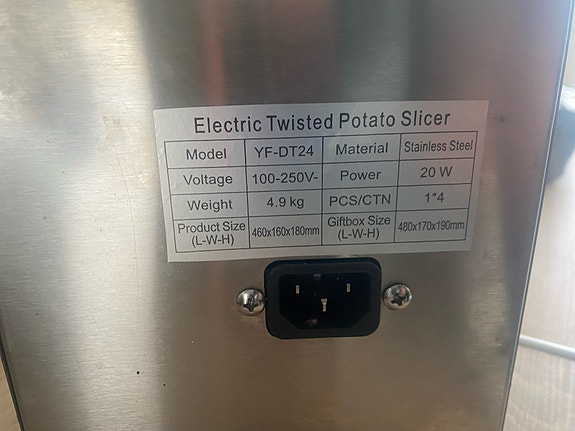 Electric Twisted Potato Slicer
Model YF-DT24 Material Stainless Steel
Voltage 100-250V- Power 20 W
Weight 4.9 kg PCS/CTN 1*4
Product Size (L-W-H) 460x160x180mm Giftbox Size (L-W-H) 480x170x190mm